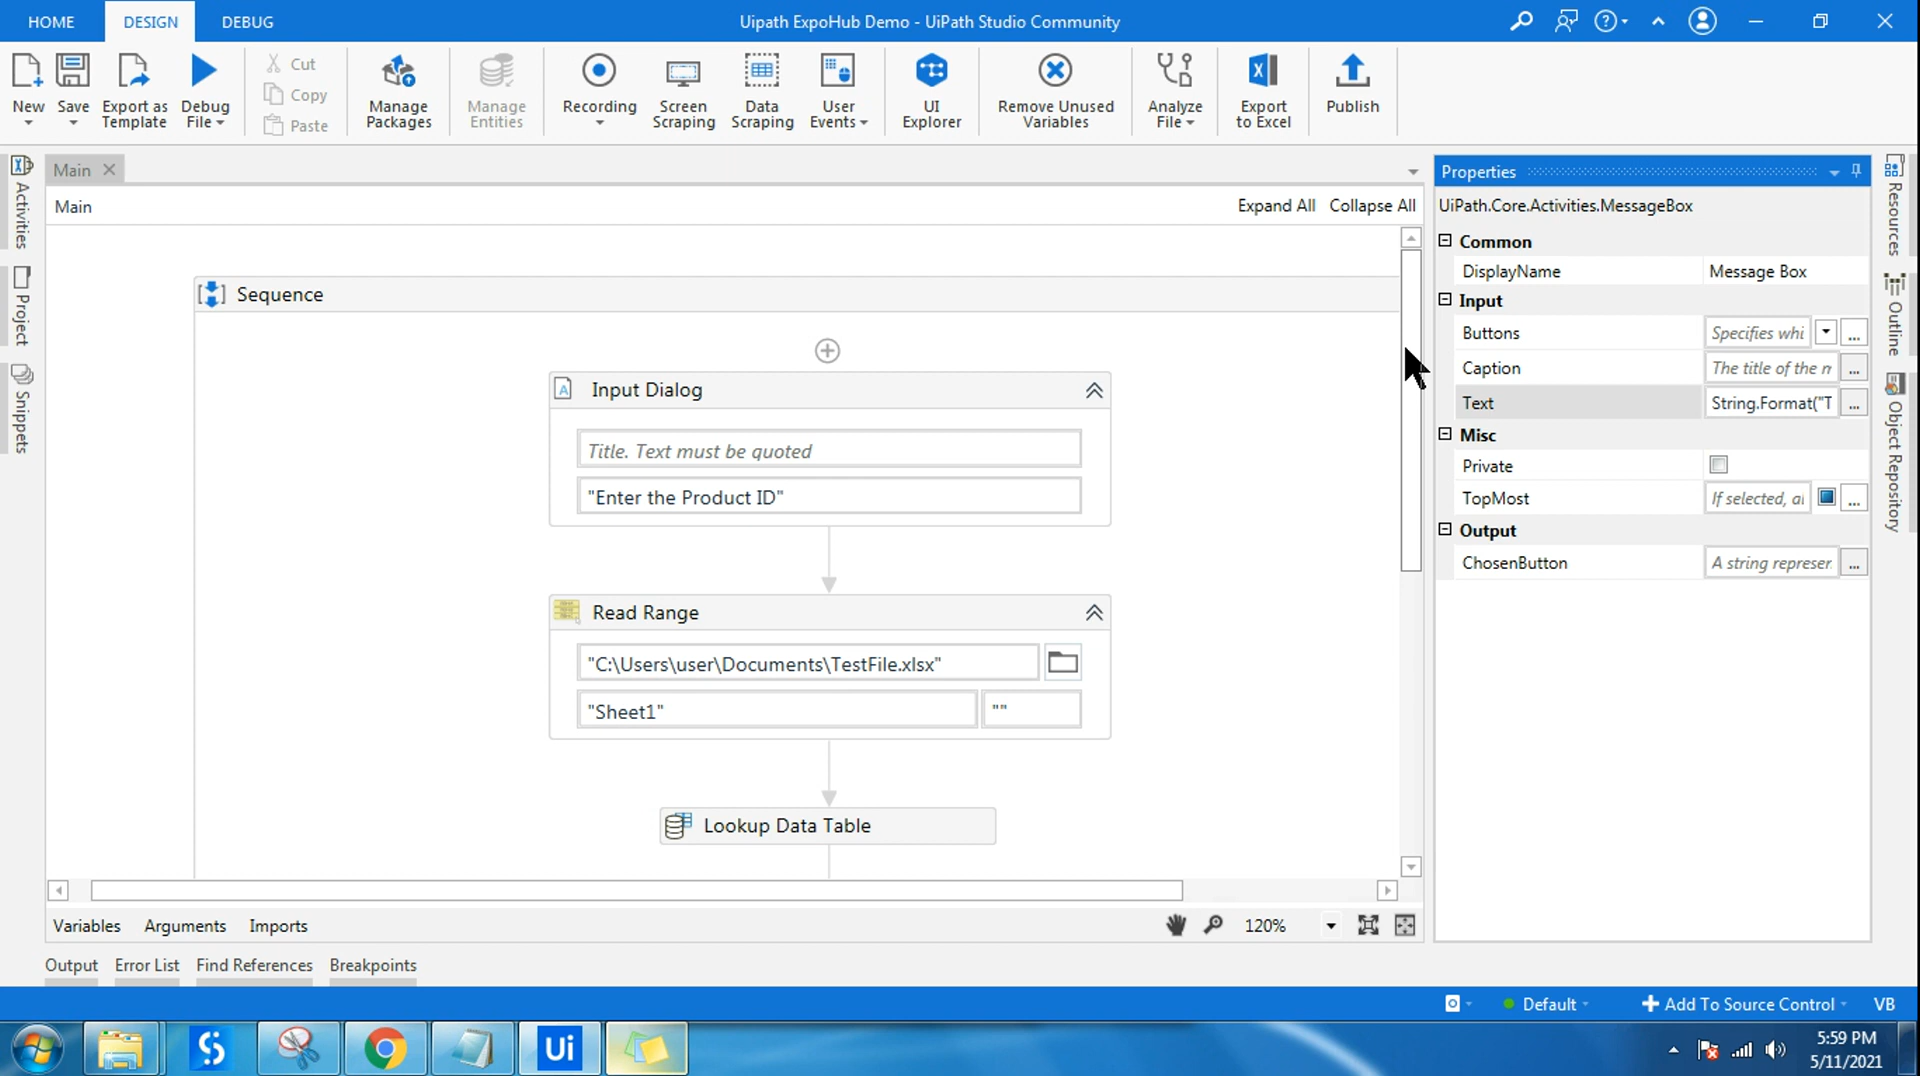 HOME DESIGN DEBUG Uipath ExpoHub Demo - UiPath Studio Community
New Save Export as Template Debug File
Cut
Copy
Paste
Manage Packages Manage Entities Recording Screen Scraping Data Scraping User Events UI Explorer Remove Unused Variables Analyze File Export to Excel Publish
Activities
Project
Snippets
Main
Main Expand All Collapse All
Sequence
Input Dialog
Title. Text must be quoted
"Enter the Product ID"
Read Range
"C:\Users\user\Documents\TestFile.xlsx"
"Sheet1" ""
Lookup Data Table
Variables Arguments Imports 120%
Output Error List Find References Breakpoints
Properties
UiPath.Core.Activities.MessageBox
Common
DisplayName Message Box
Input
Buttons Specifies whi ...
Caption The title of the m ...
Text String.Format("T ...
Misc
Private
TopMost If selected, al ...
Output
ChosenButton A string represer ...
Resources
Outline
Object Repository
Default Add To Source Control VB
Ui
5:59 PM
5/11/2021